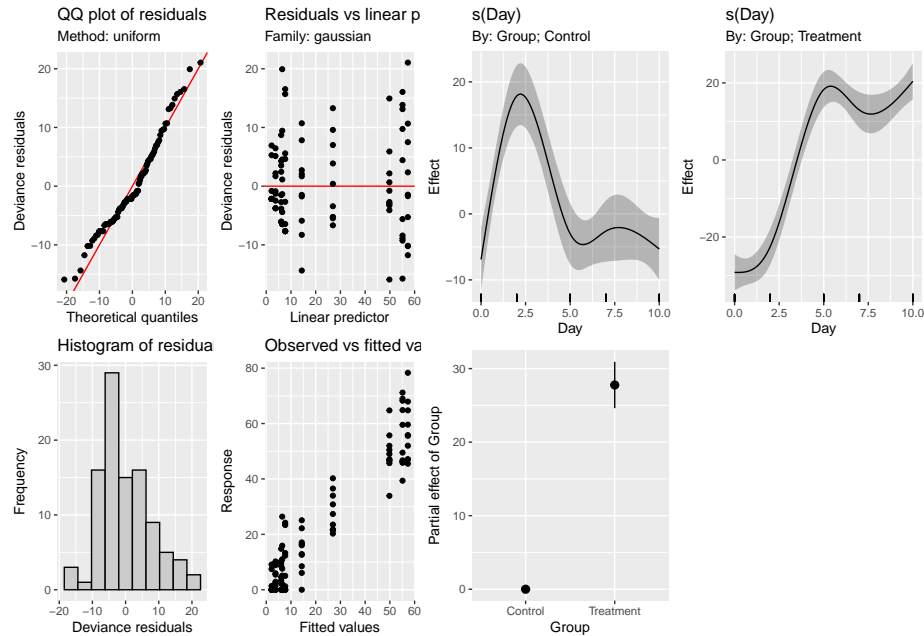 QQ plot of residuals
Method: uniform
20
10
0
−10
−20
−10
0
10
20
Theoretical quantiles
Deviance residuals
Residuals vs linear p
Family: gaussian
20
10
0
−10
0
10
20
30
40
50
60
Linear predictor
Deviance residuals
s(Day)
By: Group; Control
20
10
0
−10
0.0
2.5
5.0
7.5
10.0
Day
Effect
s(Day)
By: Group; Treatment
20
0
−20
0.0
2.5
5.0
7.5
10.0
Day
Effect
Histogram of residual
30
20
10
0
−20
−10
0
10
20
Deviance residuals
Frequency
Observed vs fitted va
80
60
40
20
0
0
10
20
30
40
50
60
Fitted values
Response
30
20
10
0
Control
Treatment
Group
Partial effect of Group